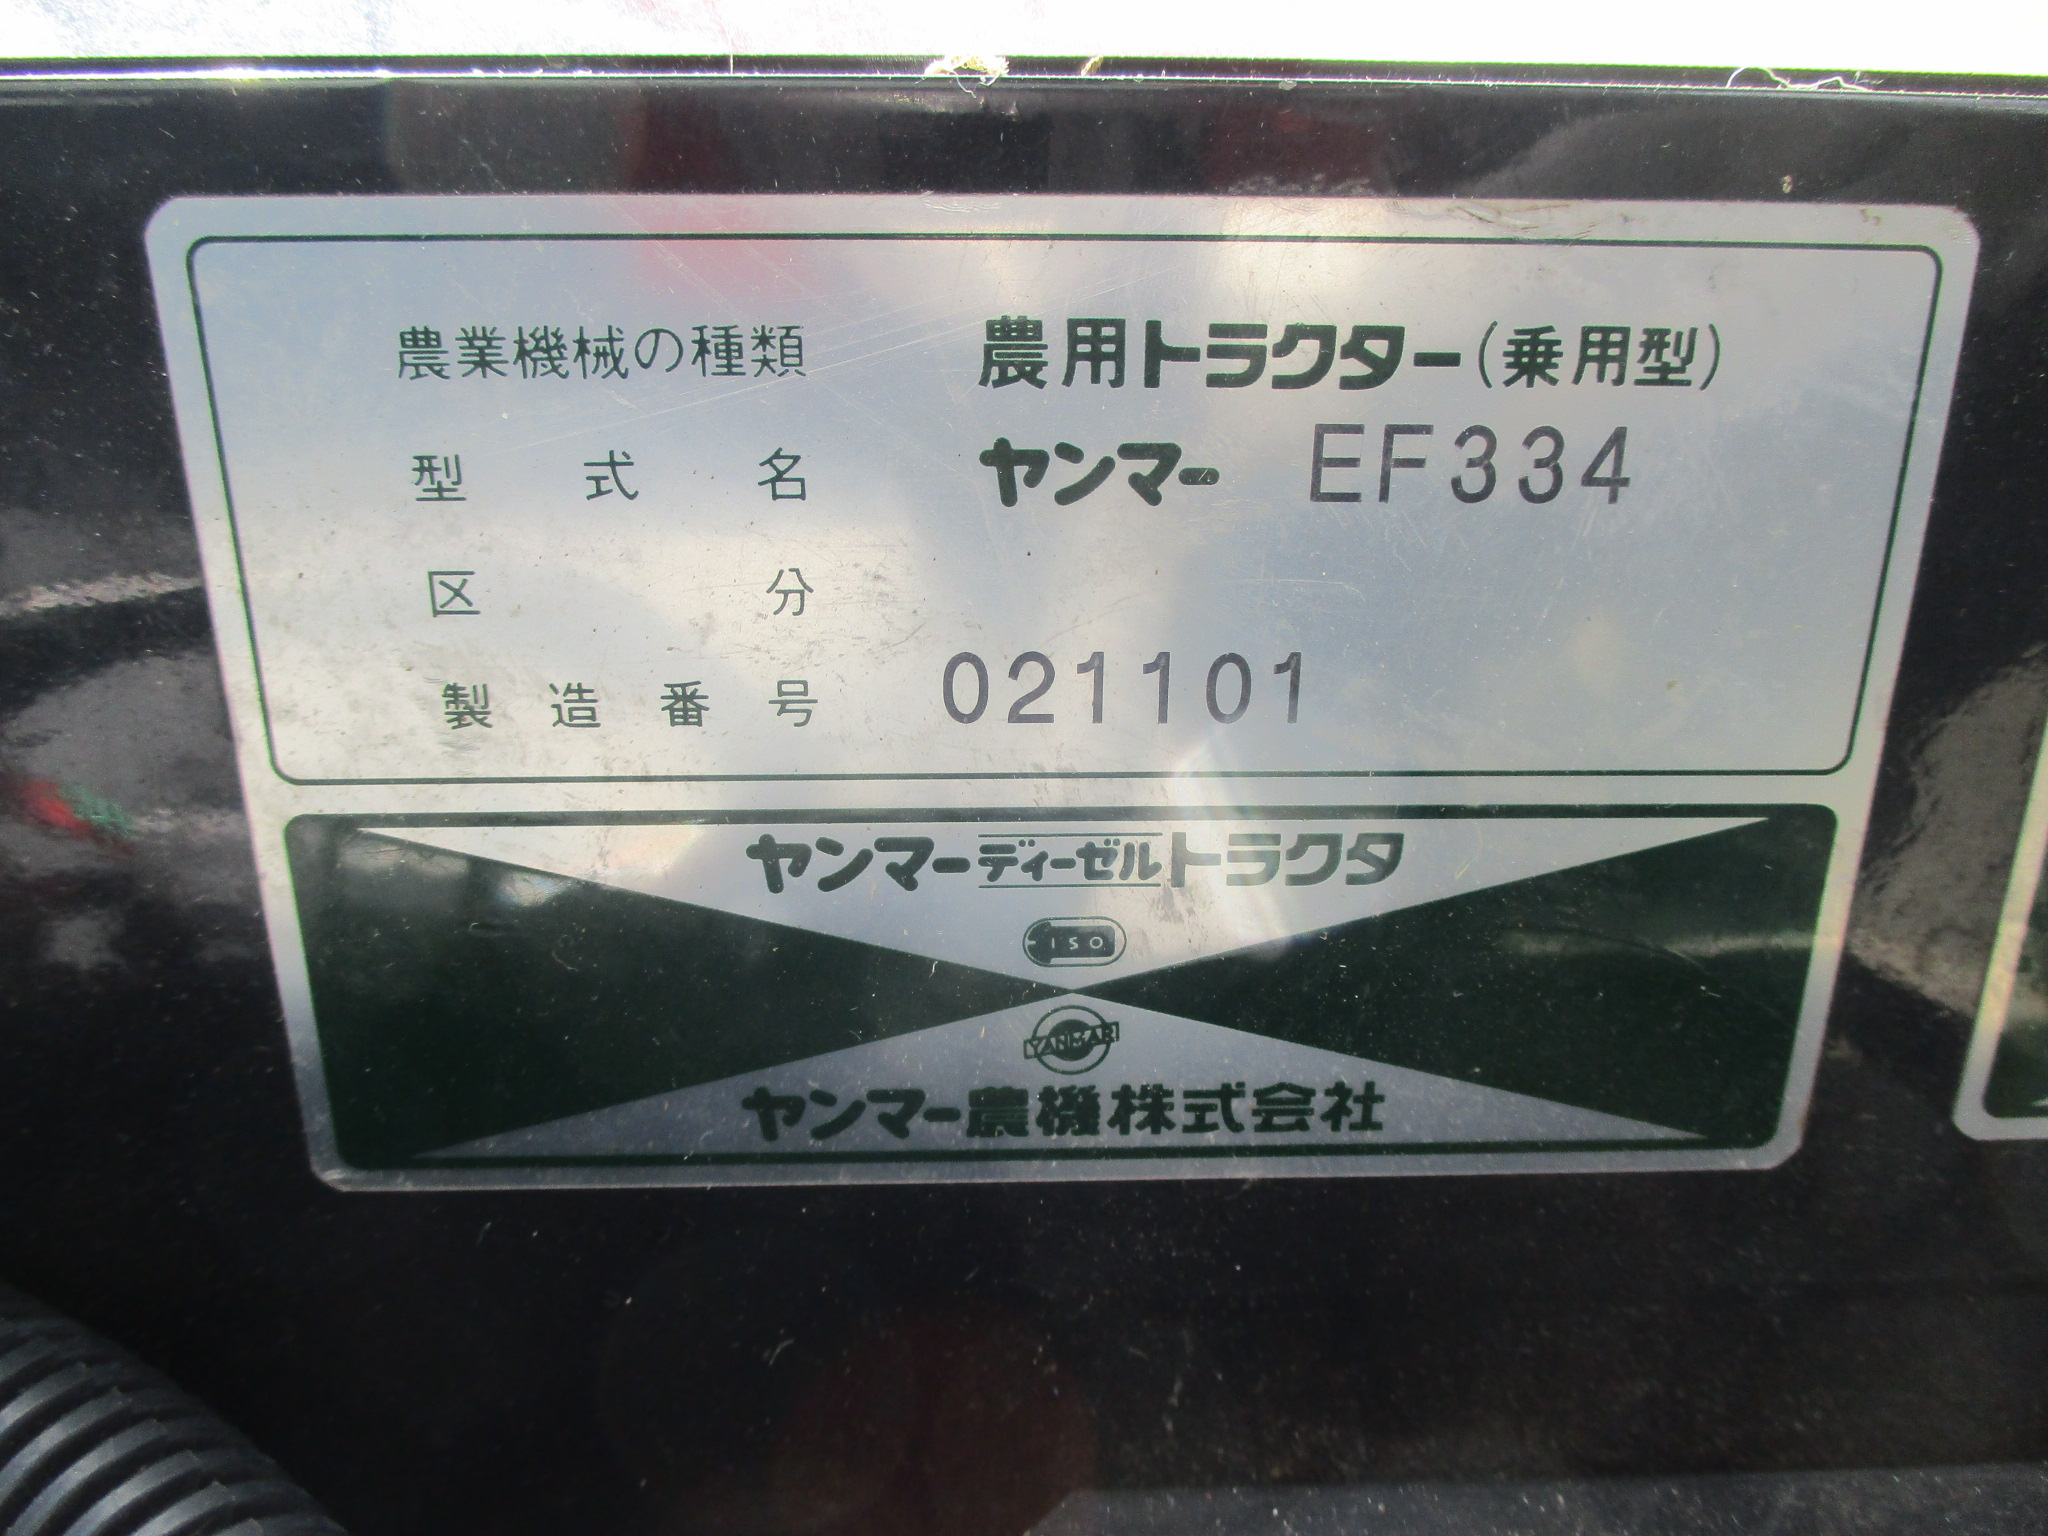 農業機械の種類 農用トラクター(乗用型)
型式名 ヤンマー EF334
区分
製造番号 021101
ヤンマーディーゼルトラクタ
ISO
YANMAR
ヤンマー農機株式会社